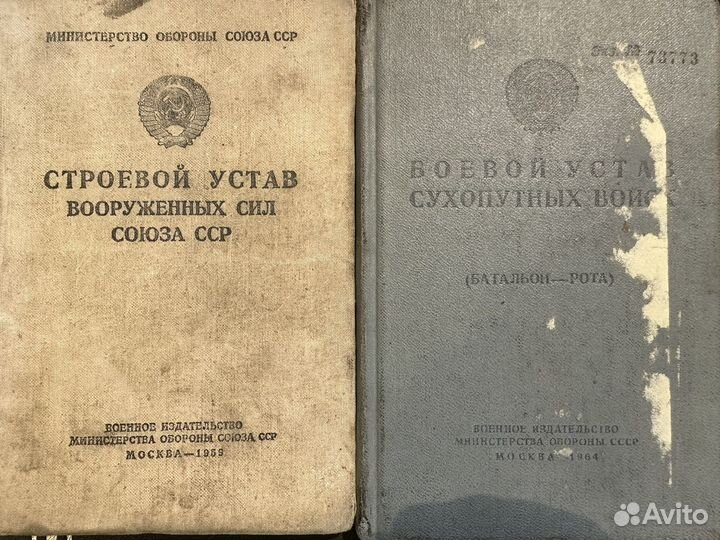 МИНИСТЕРСТВО ОБОРОНЫ СОЮЗА ССР
СТРОЕВОЙ УСТАВ
ВООРУЖЕННЫХ СИЛ
СОЮЗА ССР
ВОЕННОЕ ИЗДАТЕЛЬСТВО
МИНИСТЕРСТВА ОБОРОНЫ СОЮЗА ССР
МОСКВА—1959
73773
БОЕВОЙ УСТАВ
СУХОПУТНЫХ ВОЙСК
(БАТАЛЬОН—РОТА)
ВОЕННОЕ ИЗДАТЕЛЬСТВО
МИНИСТЕРСТВА ОБОРОНЫ СССР
МОСКВА—1964
Avito